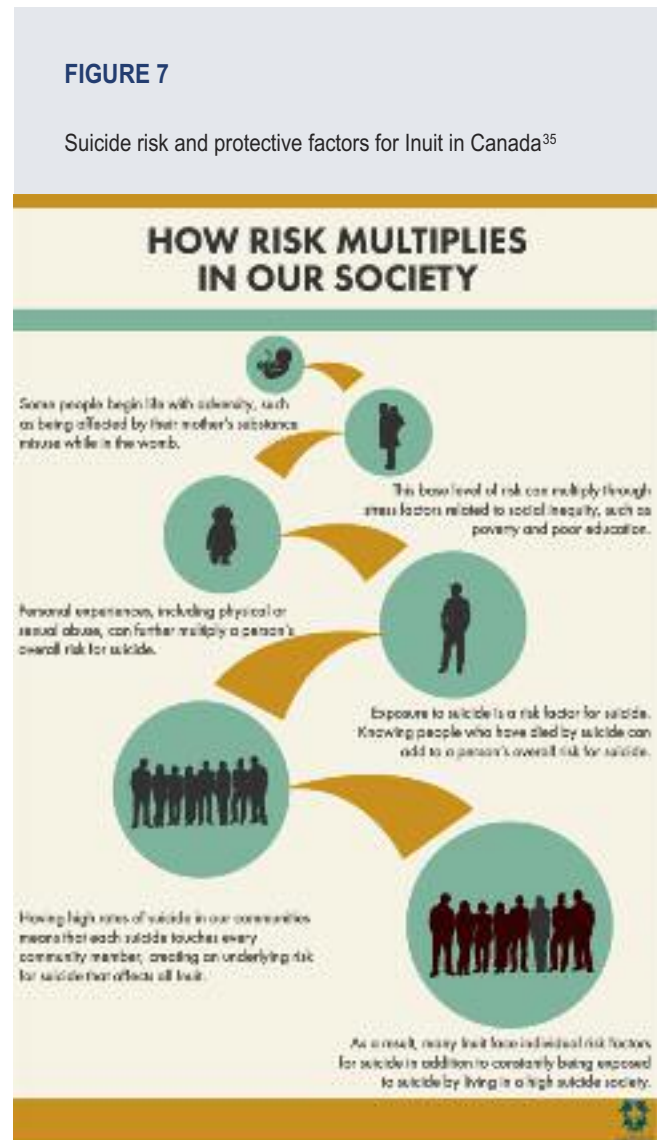 FIGURE 7
Suicide risk and protective factors for Inuit in Canada35
HOW RISK MULTIPLIES
IN OUR SOCIETY
Some people begin life with adversity, such
as being affected by their mother's substance
misuse while in the womb.
This base level of risk can multiply through
stress factors related to social inequity, such as
poverty and poor education.
Personal experiences, including physical or
sexual abuse, can further multiply a person's
overall risk for suicide.
Exposure to suicide is a risk factor for suicide.
Knowing people who have died by suicide can
add to a person's overall risk for suicide.
Having high rates of suicide in our communities
means that each suicide touches every
community member, creating an underlying risk
for suicide that affects all Inuit.
As a result, many Inuit face individual risk factors
for suicide in addition to constantly being exposed
to suicide by living in a high suicide society.